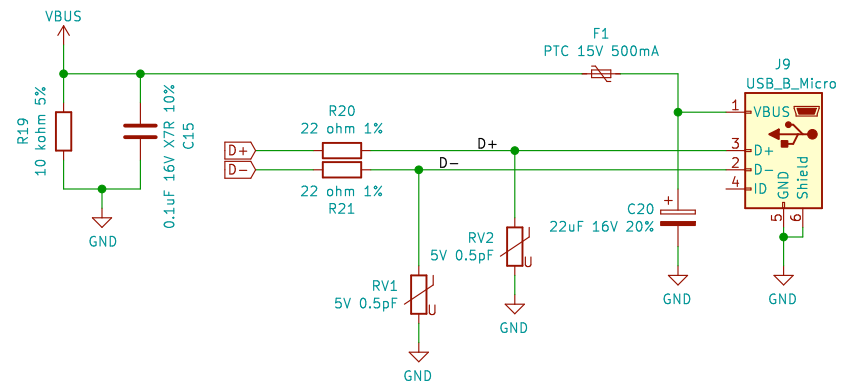 VBUS
F1
PTC 15V 500mA
J9
USB_B_Micro
R19
10 kohm 5%
0.1uF 16V X7R 10%
C15
R20
22 ohm 1%
D+
D-
22 ohm 1%
R21
D+
D-
1
VBUS
3
D+
2
D-
4
ID
GND
Shield
5
6
+
C20
22uF 16V 20%
RV2
5V 0.5pF
U
RV1
5V 0.5pF
U
GND
GND
GND
GND
GND